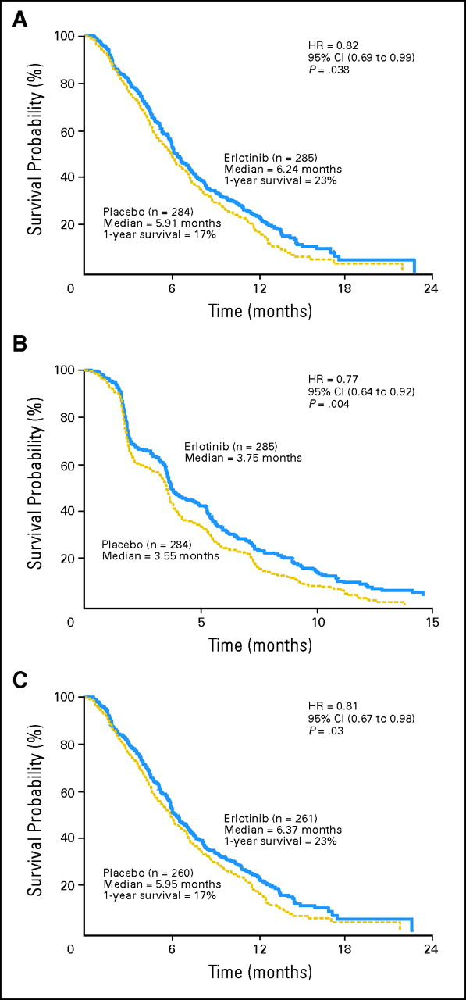 A
100
80
60
40
20
0
6
12
18
24
Survival Probability (%)
Time (months)
HR = 0.82
95% CI (0.69 to 0.99)
P = .038
Erlotinib (n = 285)
Median = 6.24 months
1-year survival = 23%
Placebo (n = 284)
Median = 5.91 months
1-year survival = 17%
B
100
80
60
40
20
0
5
10
15
Survival Probability (%)
Time (months)
HR = 0.77
95% CI (0.64 to 0.92)
P = .004
Erlotinib (n = 285)
Median = 3.75 months
Placebo (n = 284)
Median = 3.55 months
C
100
80
60
40
20
0
6
12
18
24
Survival Probability (%)
Time (months)
HR = 0.81
95% CI (0.67 to 0.98)
P = .03
Erlotinib (n = 261)
Median = 6.37 months
1-year survival = 23%
Placebo (n = 260)
Median = 5.95 months
1-year survival = 17%